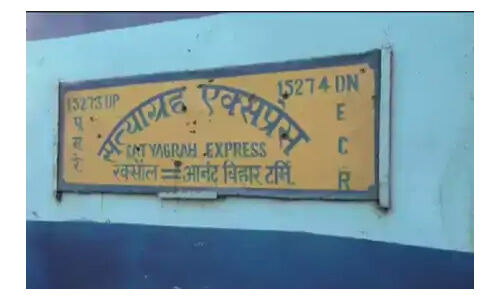 15273 UP 15274 DN
सत्याग्रह एक्सप्रेस
SATYAGRAH EXPRESS
रक्सौल = आनंद विहार टर्मि.
पू म रे
E C R